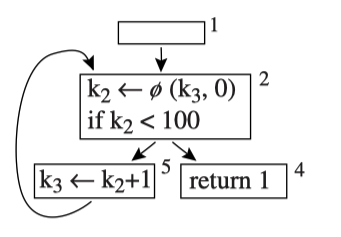 1
k₂ ← ø (k₃, 0) 2
if k₂ < 100
k₃ ← k₂+1 5
return 1 4